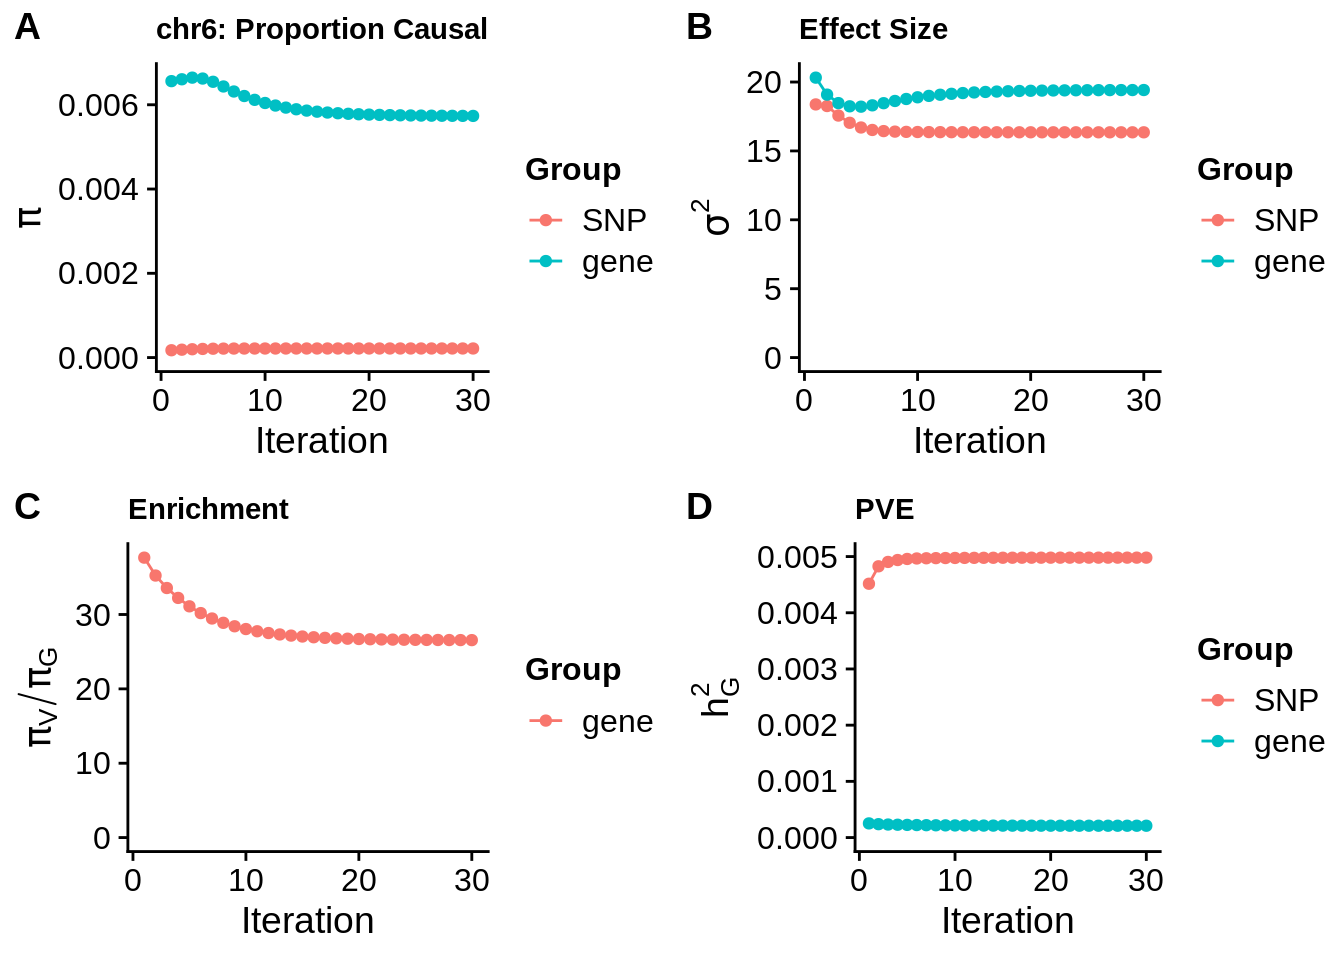 A
chr6: Proportion Causal
π
0.006
0.004
0.002
0.000
0 10 20 30
Iteration
Group
SNP
gene
B
Effect Size
σ²
20
15
10
5
0
0 10 20 30
Iteration
Group
SNP
gene
C
Enrichment
π_V/π_G
30
20
10
0
0 10 20 30
Iteration
Group
gene
D
PVE
h²_G
0.005
0.004
0.003
0.002
0.001
0.000
0 10 20 30
Iteration
Group
SNP
gene